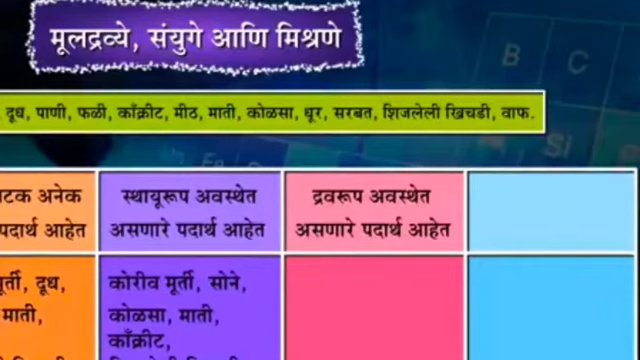 मूलद्रव्ये, संयुगे आणि मिश्रणे
B C
Si
दूध, पाणी, फळी, काँक्रीट, मीठ, माती, कोळसा, धूर, सरबत, शिजलेली खिचडी, वाफ.
अनेक
पदार्थ आहेत
स्थायूरूप अवस्थेत
असणारे पदार्थ आहेत
द्रवरूप अवस्थेत
असणारे पदार्थ आहेत
दूध,
माती,
कोरीव मूर्ती, सोने,
कोळसा, माती,
काँक्रीट,